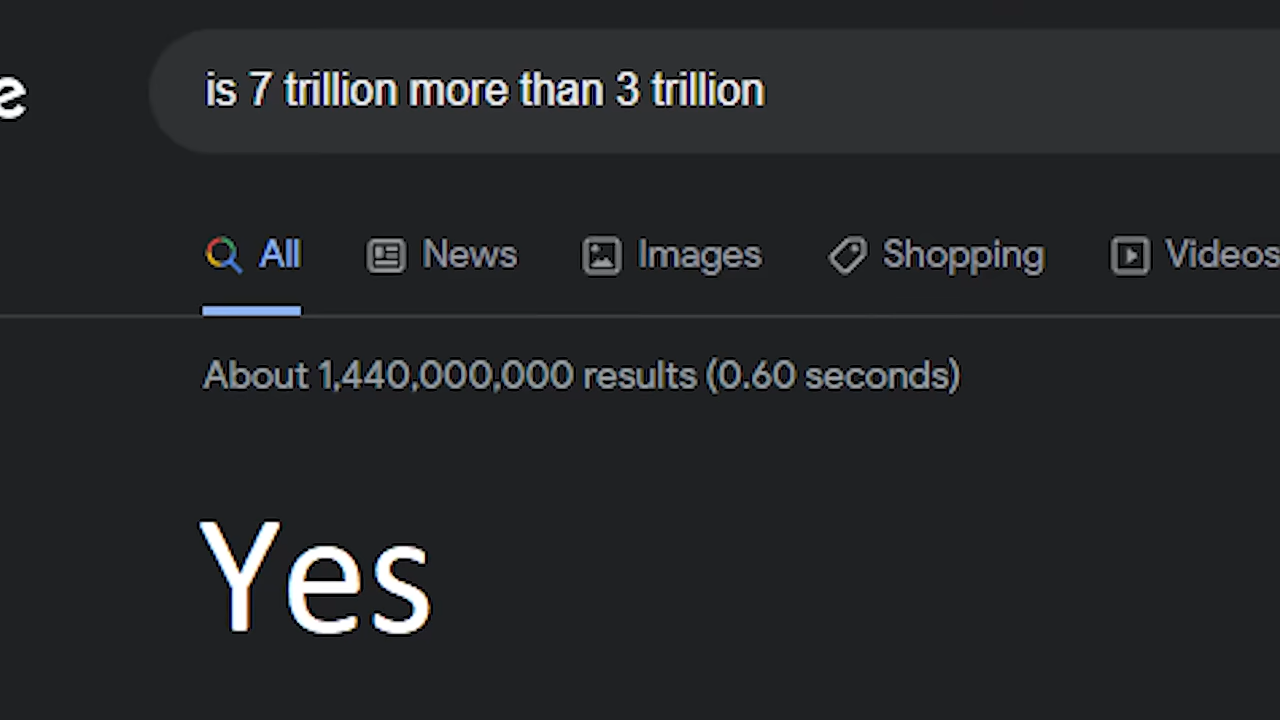 e
is 7 trillion more than 3 trillion
All News Images Shopping Videos
About 1,440,000,000 results (0.60 seconds)
Yes